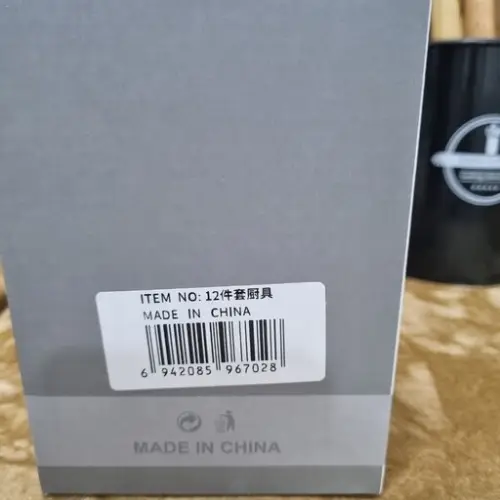 ITEM NO: 12件套厨具
MADE IN CHINA
6 942085 967028
MADE IN CHINA